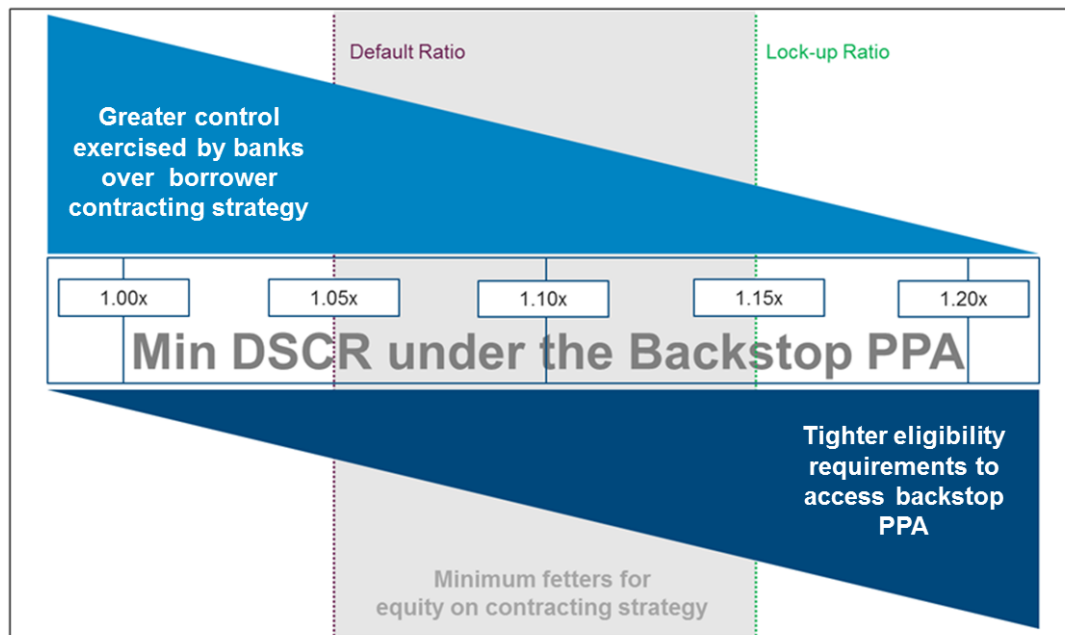 Default Ratio
Lock-up Ratio
Greater control
exercised by banks
over borrower
contracting strategy
1.00x
1.05x
1.10x
1.15x
1.20x
Min DSCR under the Backstop PPA
Tighter eligibility
requirements to
access backstop
PPA
Minimum fetters for
equity on contracting strategy